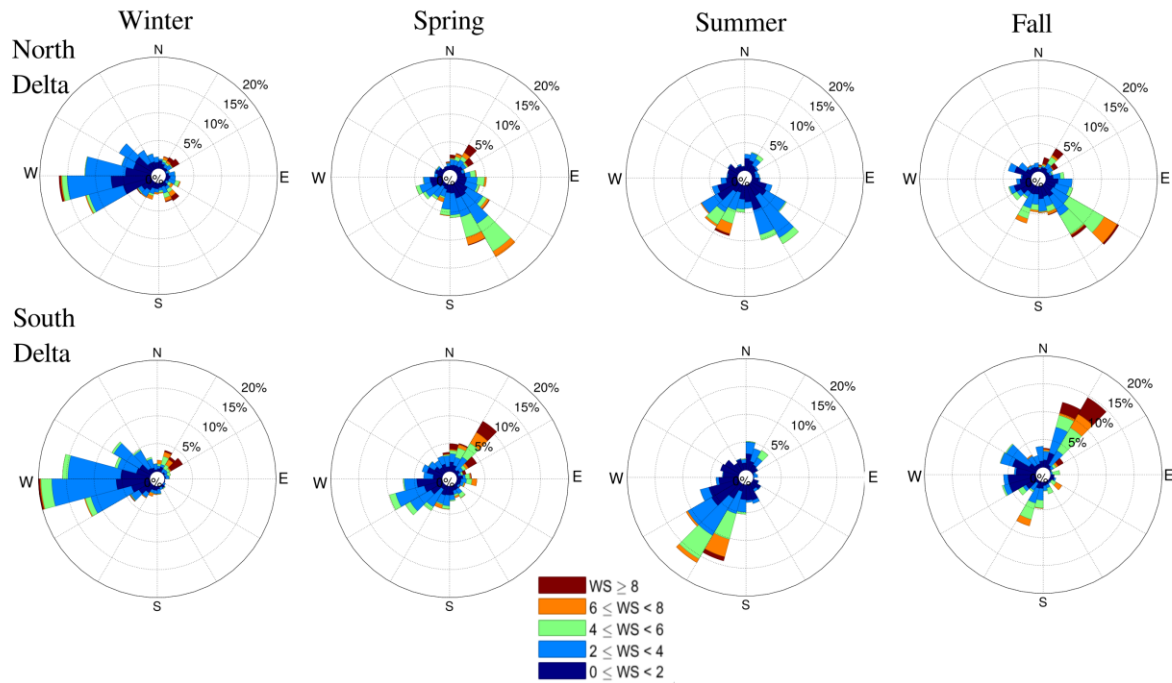 Winter Spring Summer Fall
North
Delta
N N N N
20% 20% 20% 20%
15% 15% 15% 15%
10% 10% 10% 10%
5% 5% 5% 5%
W % E W % E W % E W % E
S S S S
South
Delta
N N N N
20% 20% 20% 20%
15% 15% 15% 15%
10% 10% 10% 10%
5% 5% 5% 5%
W % E W % E W % E W % E
S S S S
WS ≥ 8
6 ≤ WS < 8
4 ≤ WS < 6
2 ≤ WS < 4
0 ≤ WS < 2